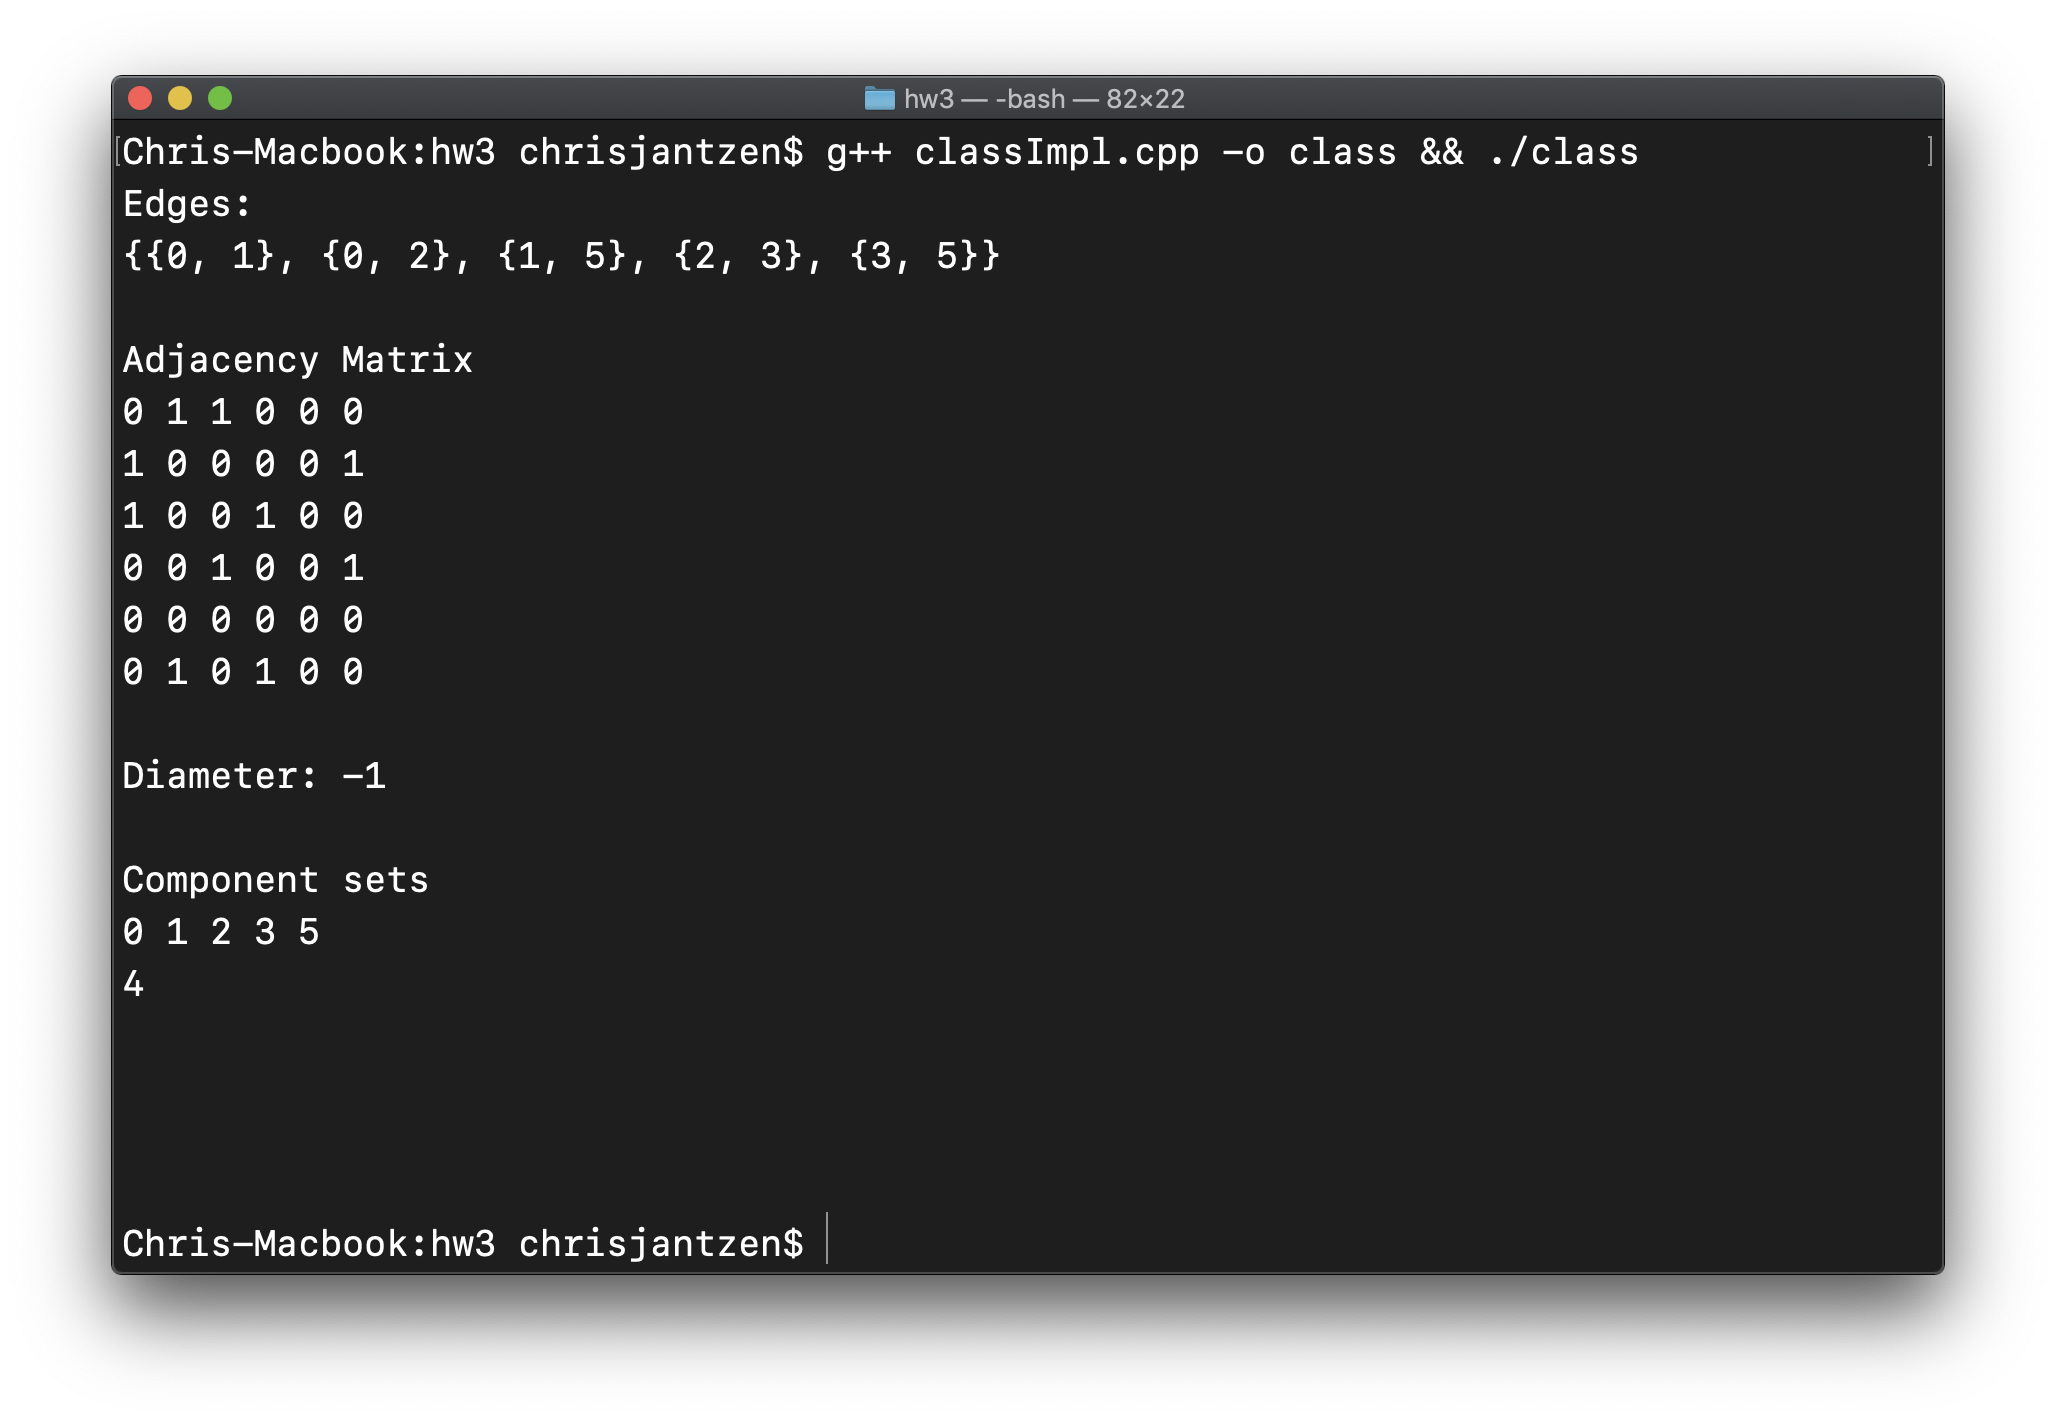 hw3 — -bash — 82×22
[Chris-Macbook:hw3 chrisjantzen$ g++ classImpl.cpp -o class && ./class ]
Edges:
{{0, 1}, {0, 2}, {1, 5}, {2, 3}, {3, 5}}
Adjacency Matrix
0 1 1 0 0 0
1 0 0 0 0 1
1 0 0 1 0 0
0 0 1 0 0 1
0 0 0 0 0 0
0 1 0 1 0 0
Diameter: -1
Component sets
0 1 2 3 5
4
Chris-Macbook:hw3 chrisjantzen$